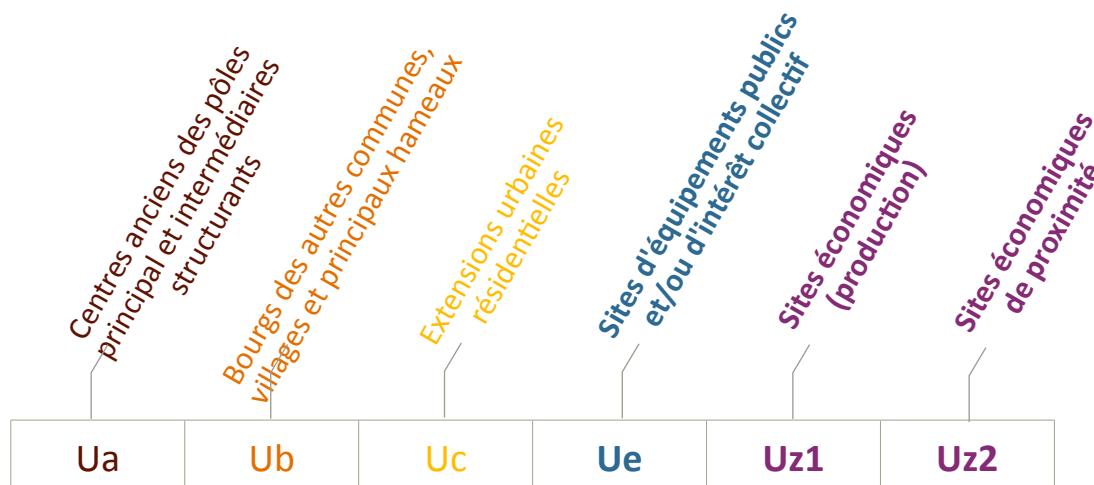 Centres anciens des pôles
principal et intermédiaires
structurants
Bourgs des autres communes,
villages et principaux hameaux
Extensions urbaines
résidentielles
Sites d'équipements publics
et/ou d'intérêt collectif
Sites économiques
(production)
Sites économiques
de proximité
Ua
Ub
Uc
Ue
Uz1
Uz2